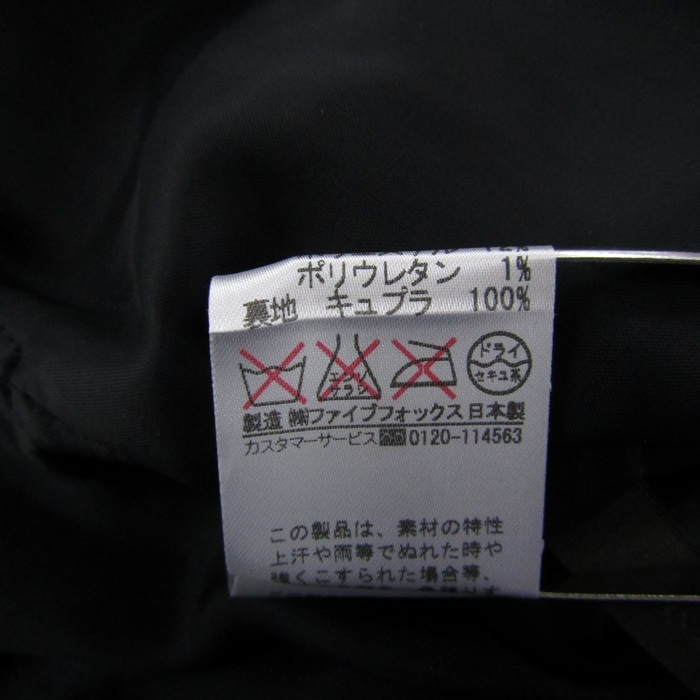 ポリウレタン 1%
裏地 キュプラ 100%
エンソ サラシ
ドライ
セキユ系
製造 ㈱ファイブフォックス 日本製
カスタマーサービス 0120-114563
この製品は、素材の特性
上汗や雨等でぬれた時や
強くこすられた場合等、